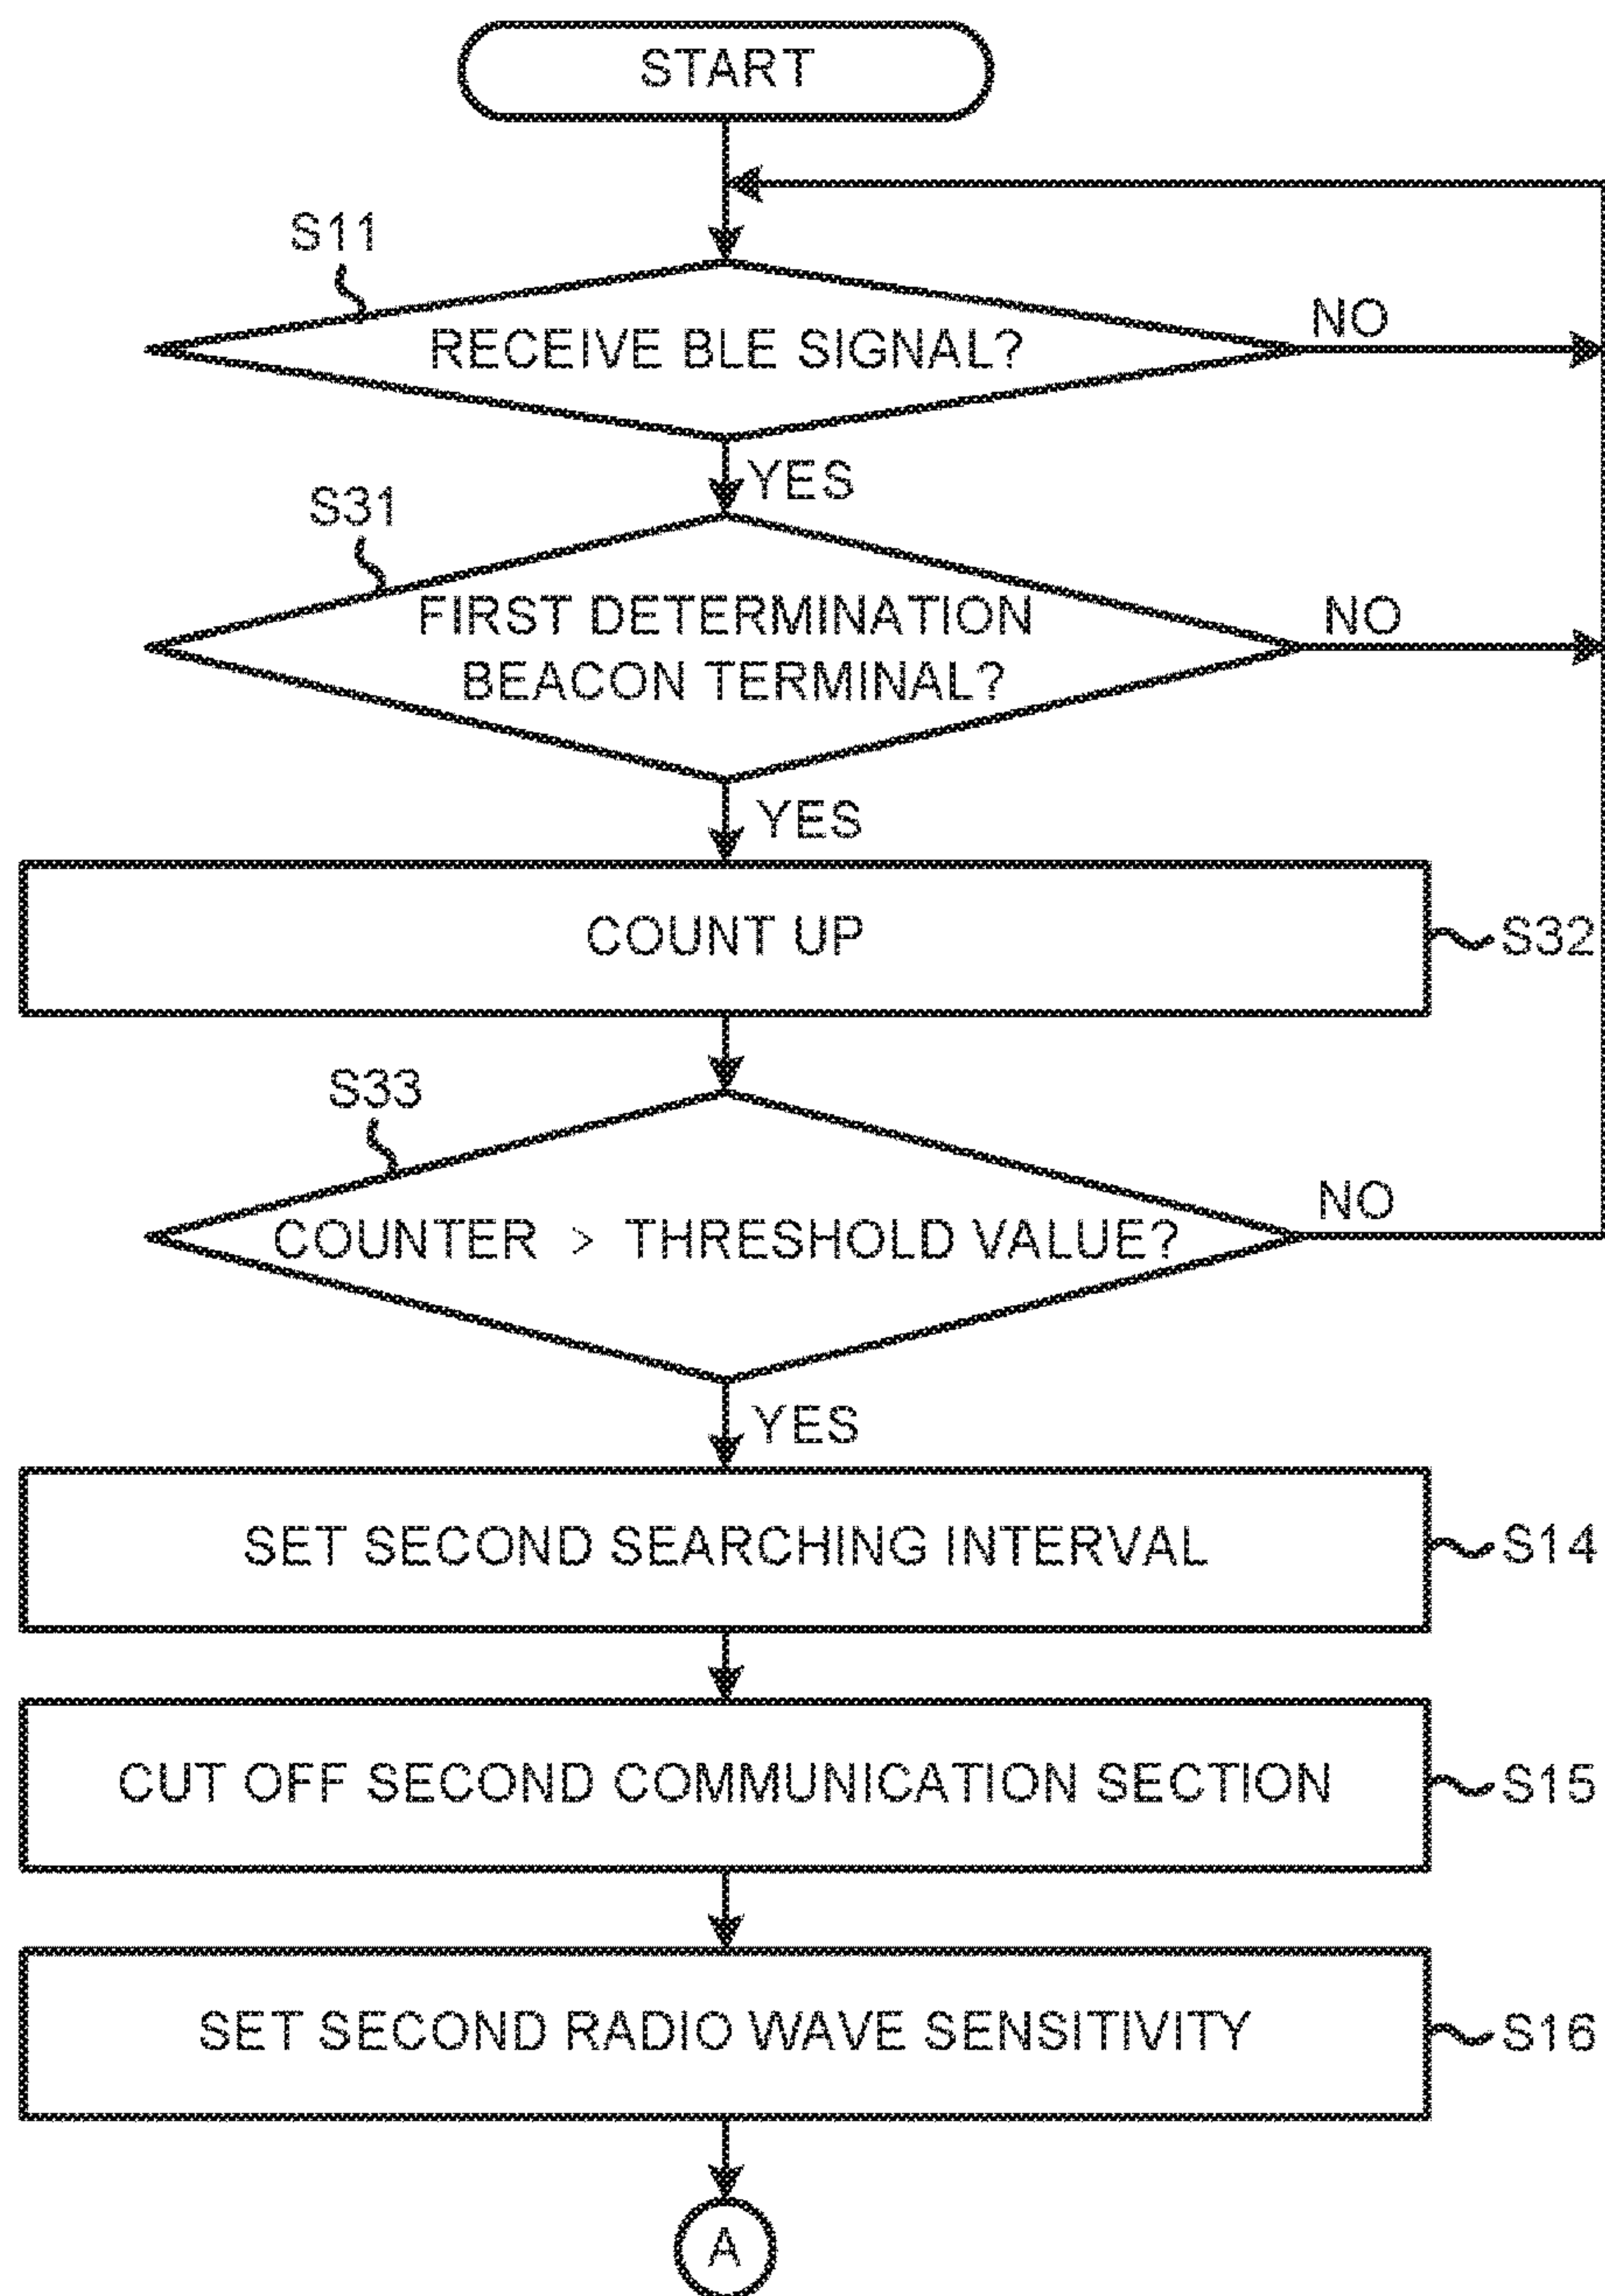 START
S11
RECEIVE BLE SIGNAL?
NO
YES
S31
FIRST DETERMINATION
BEACON TERMINAL?
NO
YES
COUNT UP
S32
S33
COUNTER > THRESHOLD VALUE?
NO
YES
SET SECOND SEARCHING INTERVAL
S14
CUT OFF SECOND COMMUNICATION SECTION
S15
SET SECOND RADIO WAVE SENSITIVITY
S16
A